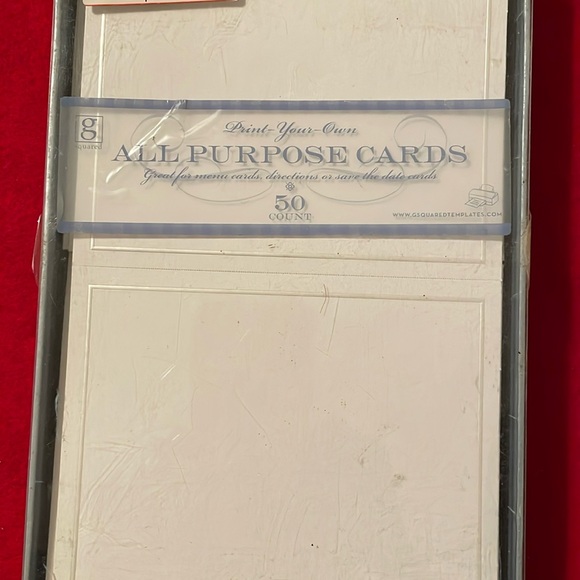 g
squared
Print-Your-Own
ALL PURPOSE CARDS
Great for menu cards, directions or save the date cards
50
COUNT
WWW.GSQUAREDTEMPLATES.COM